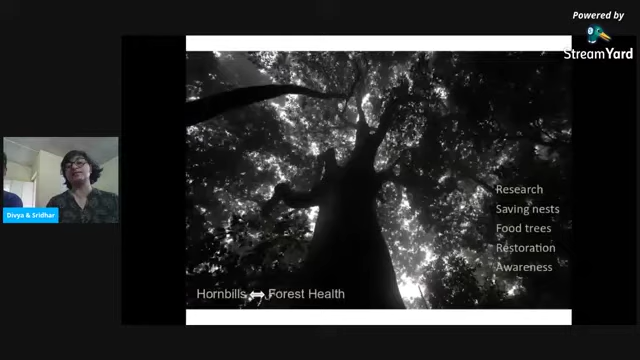 Powered by
StreamYard
Research
Saving nests
Food trees
Restoration
Awareness
Divya & Sridhar
Hornbills ⟺ Forest Health